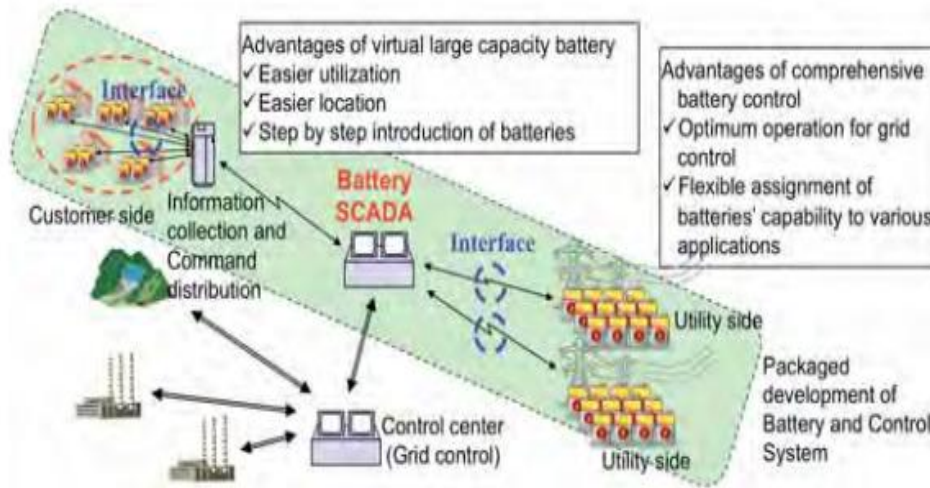 Advantages of virtual large capacity battery
✓Easier utilization
✓Easier location
✓Step by step introduction of batteries
Advantages of comprehensive
battery control
✓Optimum operation for grid
control
✓Flexible assignment of
batteries' capability to various
applications
Interface
Customer side
Information
collection and
Command
distribution
Battery
SCADA
Interface
Utility side
Utility-side
Control center
(Grid control)
Packaged
development of
Battery and Control
System